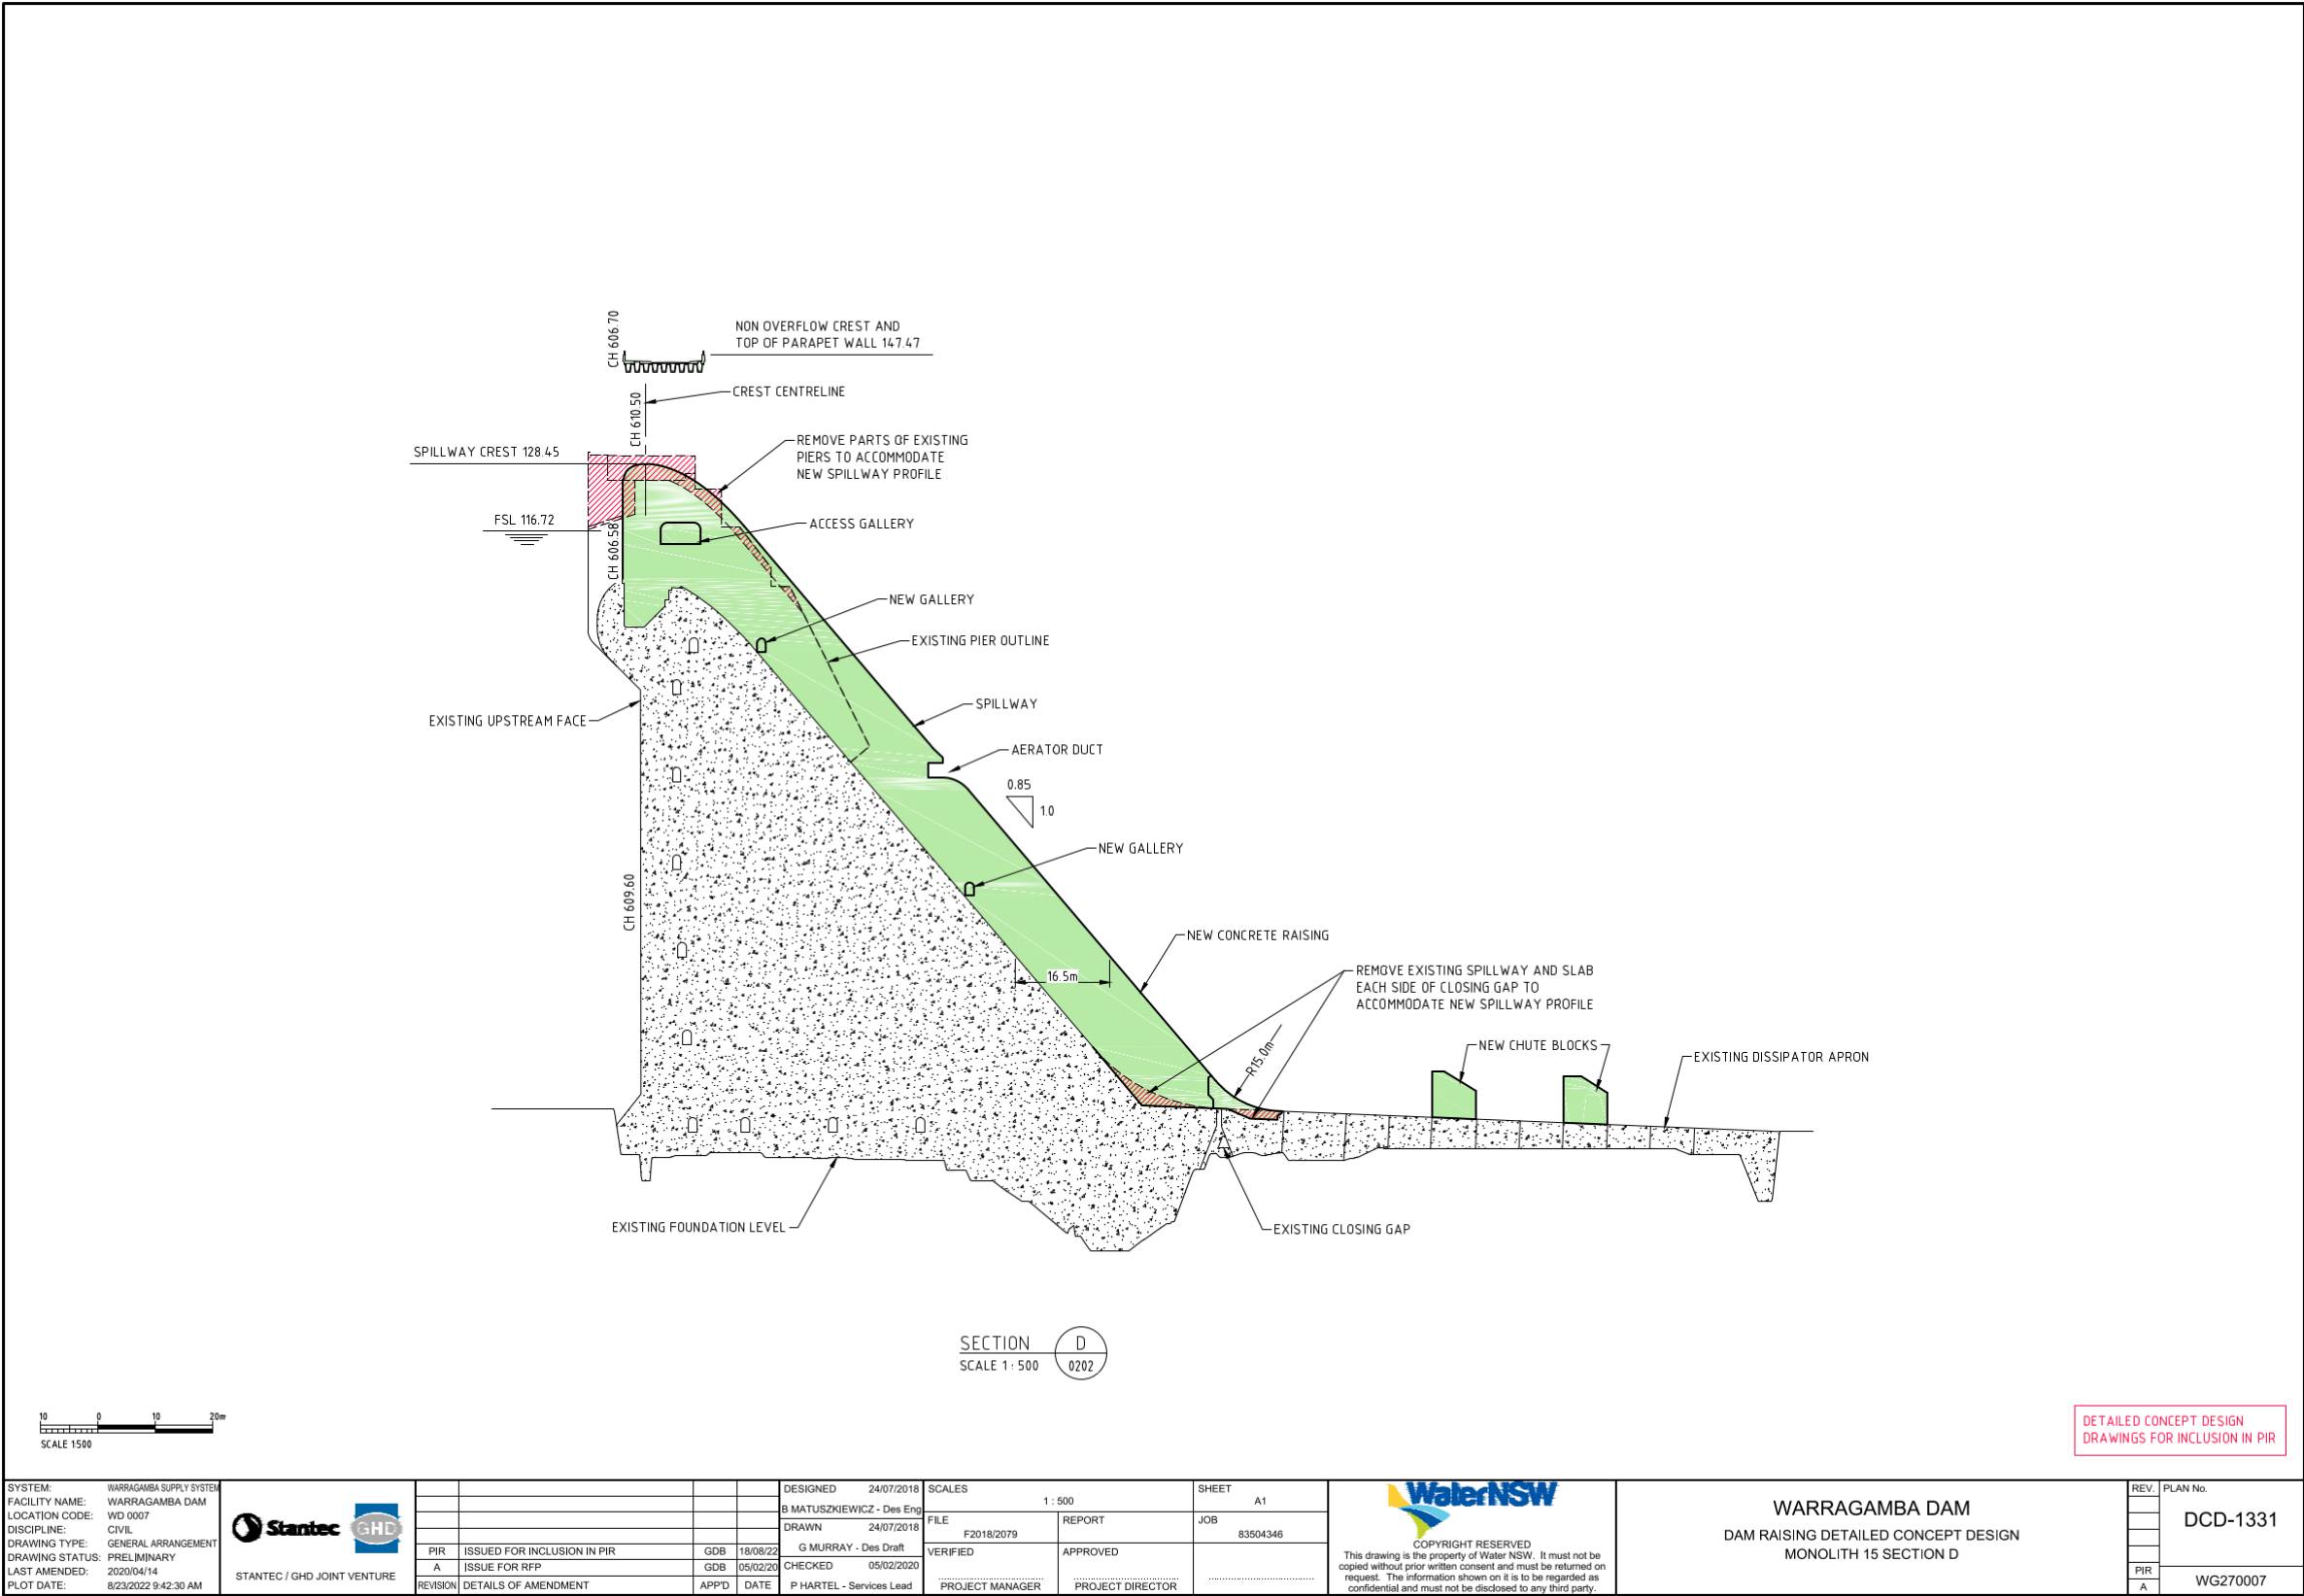 CH 606.70
NON OVERFLOW CREST AND
TOP OF PARAPET WALL 147.47
CREST CENTRELINE
CH 610.50
SPILLWAY CREST 128.45
REMOVE PARTS OF EXISTING
PIERS TO ACCOMMODATE
NEW SPILLWAY PROFILE
FSL 116.72
CH 606.58
ACCESS GALLERY
NEW GALLERY
EXISTING PIER OUTLINE
SPILLWAY
EXISTING UPSTREAM FACE
AERATOR DUCT
0.85
1.0
NEW GALLERY
CH 609.60
NEW CONCRETE RAISING
16.5m
REMOVE EXISTING SPILLWAY AND SLAB
EACH SIDE OF CLOSING GAP TO
ACCOMMODATE NEW SPILLWAY PROFILE
R15.0m
NEW CHUTE BLOCKS
EXISTING DISSIPATOR APRON
EXISTING FOUNDATION LEVEL
EXISTING CLOSING GAP
SECTION D
SCALE 1 : 500 0202
10 0 10 20m
SCALE 1:500
DETAILED CONCEPT DESIGN
DRAWINGS FOR INCLUSION IN PIR
SYSTEM: WARRAGAMBA SUPPLY SYSTEM
FACILITY NAME: WARRAGAMBA DAM
LOCATION CODE: WD 0007
DISCIPLINE: CIVIL
DRAWING TYPE: GENERAL ARRANGEMENT
DRAWING STATUS: PRELIMINARY
LAST AMENDED: 2020/04/14
PLOT DATE: 8/23/2022 9:42:30 AM
Stantec GHD
STANTEC / GHD JOINT VENTURE
PIR ISSUED FOR INCLUSION IN PIR GDB 18/08/22
A ISSUE FOR RFP GDB 05/02/20
REVISION DETAILS OF AMENDMENT APP'D DATE
DESIGNED 24/07/2018
B MATUSZKIEWICZ - Des Eng
DRAWN 24/07/2018
G MURRAY - Des Draft
CHECKED 05/02/2020
P HARTEL - Services Lead
SCALES
1 : 500
SHEET
A1
FILE
F2018/2079
REPORT
JOB
83504346
VERIFIED
PROJECT MANAGER
APPROVED
PROJECT DIRECTOR
WaterNSW
COPYRIGHT RESERVED
This drawing is the property of Water NSW. It must not be
copied without prior written consent and must be returned on
request. The information shown on it is to be regarded as
confidential and must not be disclosed to any third party.
WARRAGAMBA DAM
DAM RAISING DETAILED CONCEPT DESIGN
MONOLITH 15 SECTION D
REV. PLAN No.
DCD-1331
PIR
A
WG270007